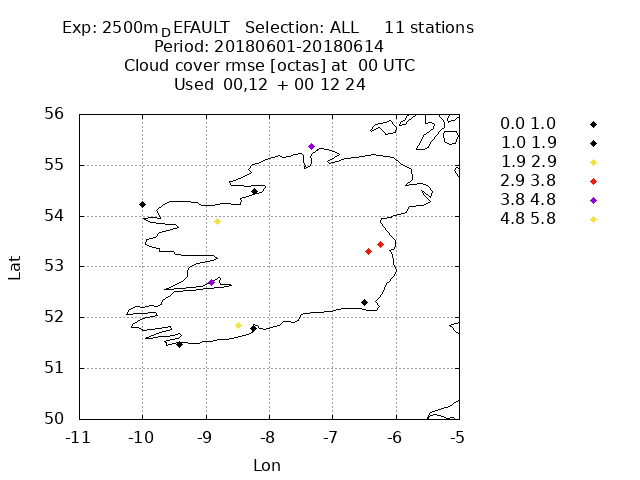 Exp: 2500m_DEFAULT Selection: ALL 11 stations
Period: 20180601-20180614
Cloud cover rmse [octas] at 00 UTC
Used 00,12 + 00 12 24
0.0 1.0
1.0 1.9
1.9 2.9
2.9 3.8
3.8 4.8
4.8 5.8
56
55
54
53
52
51
50
Lat
-11 -10 -9 -8 -7 -6 -5
Lon